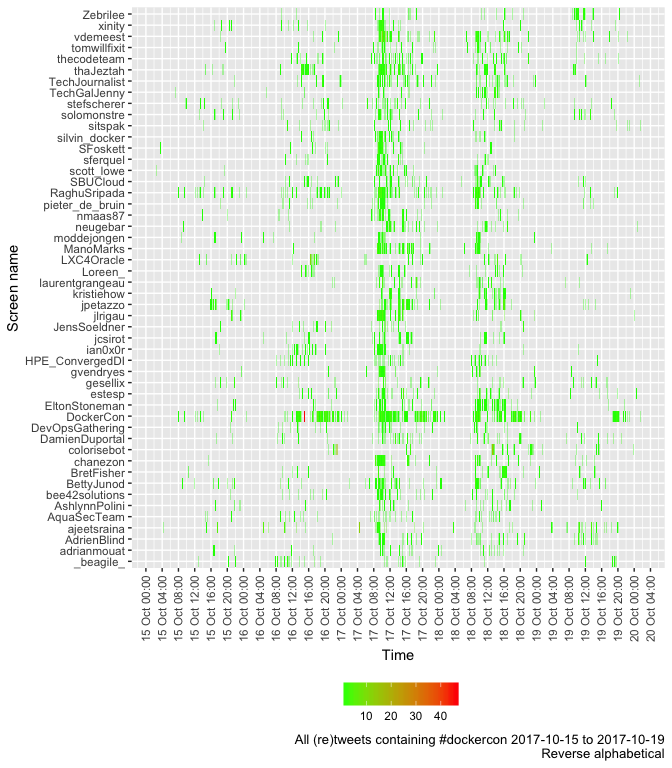 Screen name
Zebrilee
xinity
vdemeest
tomwillfixit
thecodeteam
thaJeztah
TechJournalist
TechGalJenny
stefscherer
solomonstre
sitspak
silvin_docker
SFoskett
sferquel
scott_lowe
SBUCloud
RaghuSripada
pieter_de_bruin
nmaas87
neugebar
moddejongen
ManoMarks
LXC4Oracle
Loreen_
laurentgrangeau
kristiehow
jpetazzo
jlrigau
JensSoeldner
jcsirot
ian0x0r
HPE_ConvergedDI
gvendryes
gesellix
estesp
EltonStoneman
DockerCon
DevOpsGathering
DamienDuportal
colorisebot
chanezon
BretFisher
BettyJunod
bee42solutions
AshlynnPolini
AquaSecTeam
ajeetsraina
AdrienBlind
adrianmouat
_beagile_
15 Oct 00:00
15 Oct 04:00
15 Oct 08:00
15 Oct 12:00
15 Oct 16:00
15 Oct 20:00
16 Oct 00:00
16 Oct 04:00
16 Oct 08:00
16 Oct 12:00
16 Oct 16:00
16 Oct 20:00
17 Oct 00:00
17 Oct 04:00
17 Oct 08:00
17 Oct 12:00
17 Oct 16:00
17 Oct 20:00
18 Oct 00:00
18 Oct 04:00
18 Oct 08:00
18 Oct 12:00
18 Oct 16:00
18 Oct 20:00
19 Oct 00:00
19 Oct 04:00
19 Oct 08:00
19 Oct 12:00
19 Oct 16:00
19 Oct 20:00
20 Oct 00:00
20 Oct 04:00
Time
10 20 30 40
All (re)tweets containing #dockercon 2017-10-15 to 2017-10-19
Reverse alphabetical